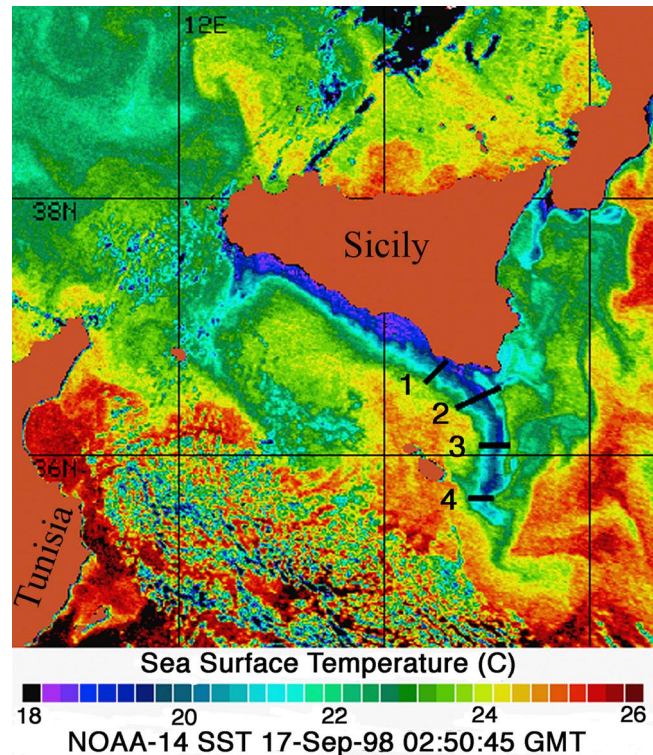 12E
38N
Sicily
1
2
3
36N
4
Tunisia
Sea Surface Temperature (C)
18 20 22 24 26
NOAA-14 SST 17-Sep-98 02:50:45 GMT